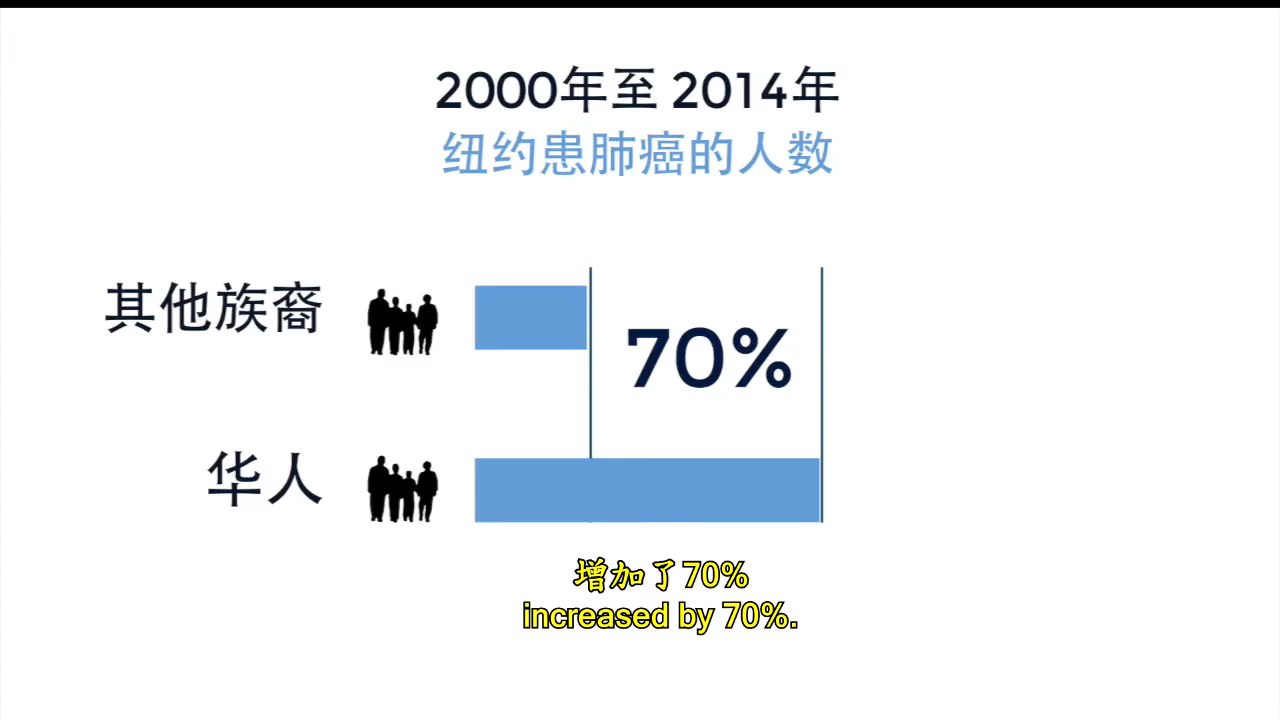 2000年至 2014年
纽约患肺癌的人数
其他族裔
70%
华人
增加了70%
increased by 70%.